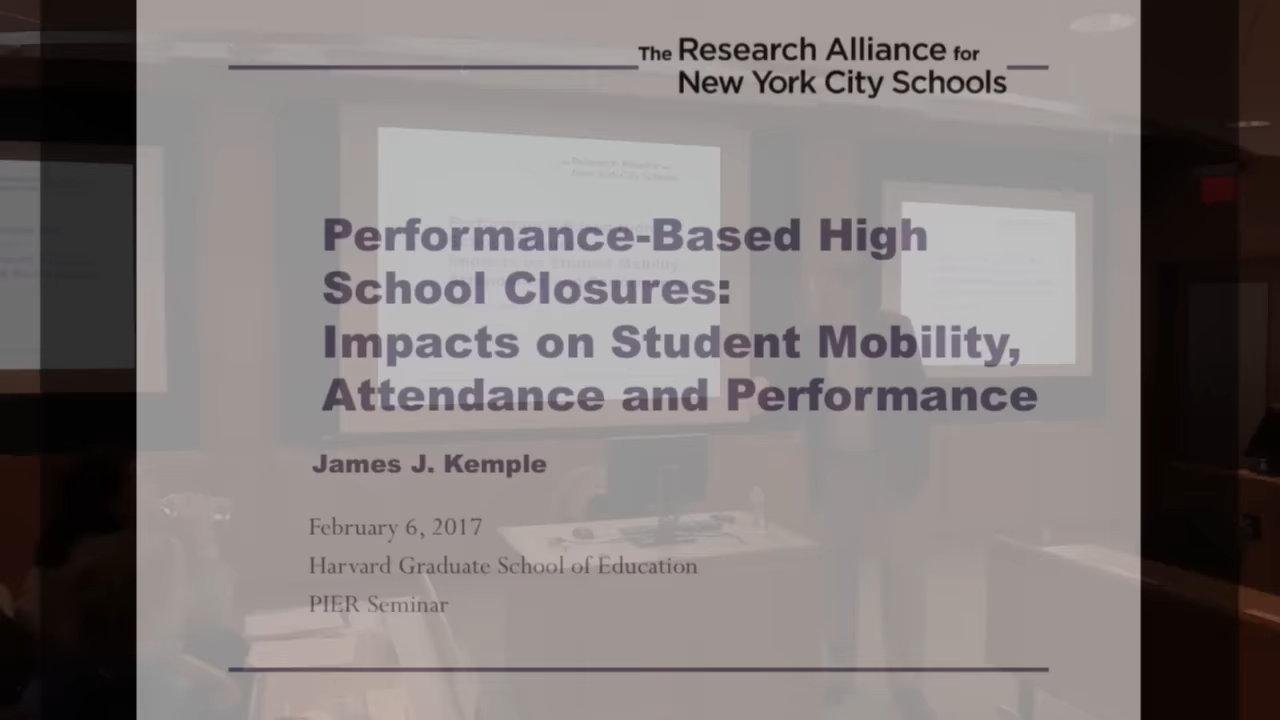 The Research Alliance for
New York City Schools
Performance-Based High
School Closures:
Impacts on Student Mobility,
Attendance and Performance
James J. Kemple
February 6, 2017
Harvard Graduate School of Education
PIER Seminar